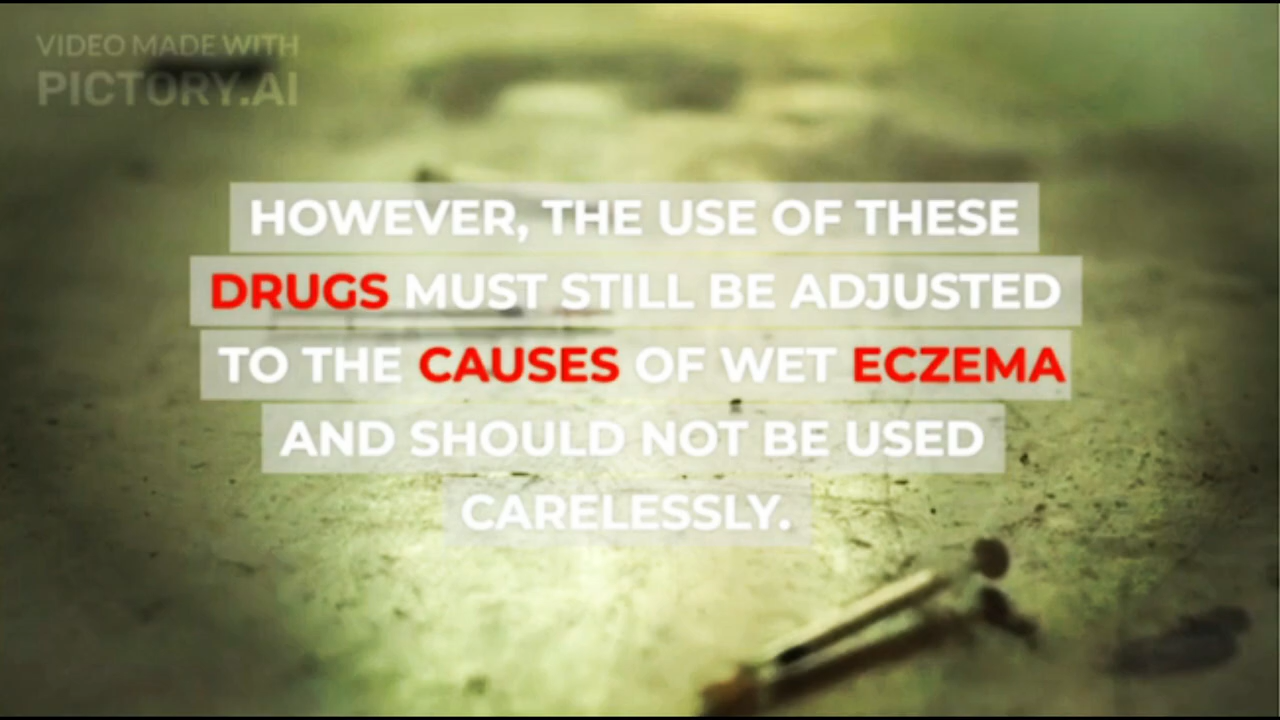 VIDEO MADE WITH
PICTORY.AI
HOWEVER, THE USE OF THESE
DRUGS MUST STILL BE ADJUSTED
TO THE CAUSES OF WET ECZEMA
AND SHOULD NOT BE USED
CARELESSLY.